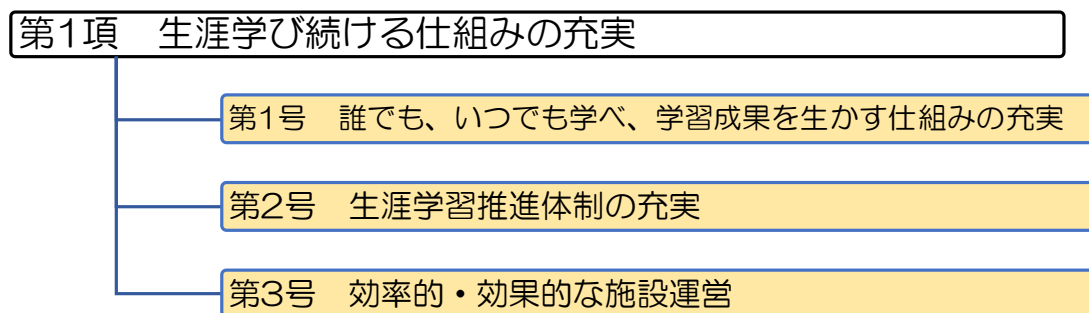 第1項　生涯学び続ける仕組みの充実
第1号　誰でも、いつでも学べ、学習成果を生かす仕組みの充実
第2号　生涯学習推進体制の充実
第3号　効率的・効果的な施設運営